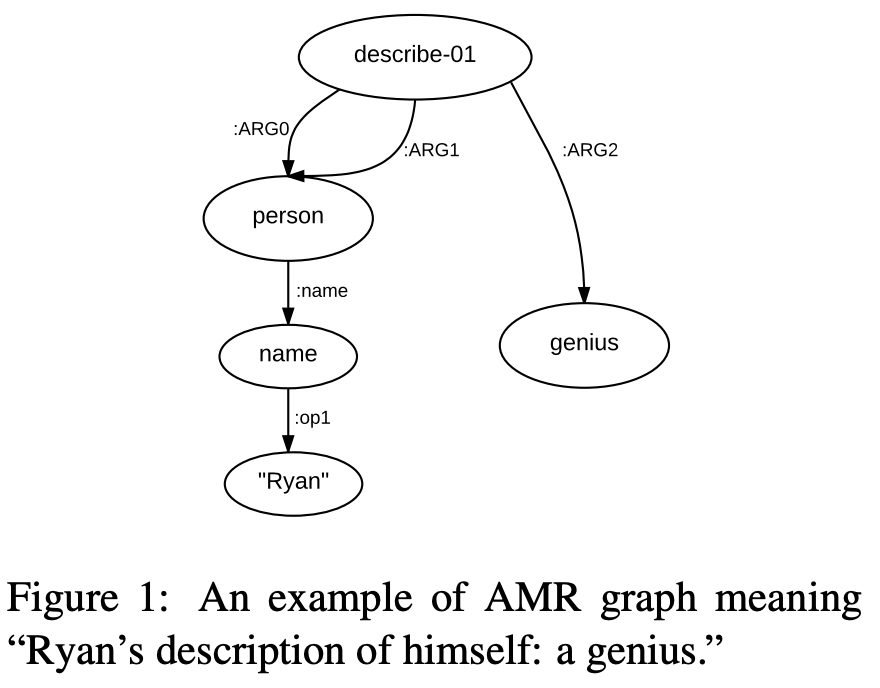 describe-01
:ARG0
:ARG1
:ARG2
person
:name
name
genius
:op1
"Ryan"
Figure 1: An example of AMR graph meaning
“Ryan’s description of himself: a genius.”